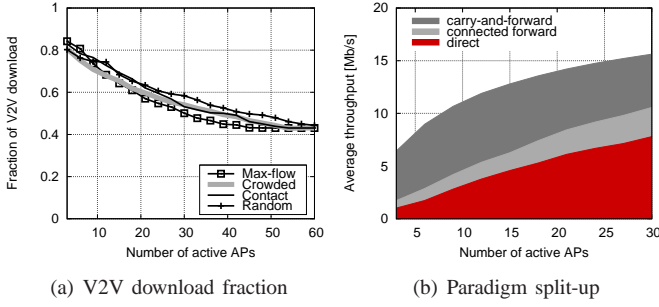 Fraction of V2V download
1
0.8
0.6
0.4
0.2
0
Max-flow
Crowded
Contact
Random
10 20 30 40 50 60
Number of active APs
(a) V2V download fraction
Average throughput [Mb/s]
20
15
10
5
0
carry-and-forward
connected forward
direct
5 10 15 20 25 30
Number of active APs
(b) Paradigm split-up